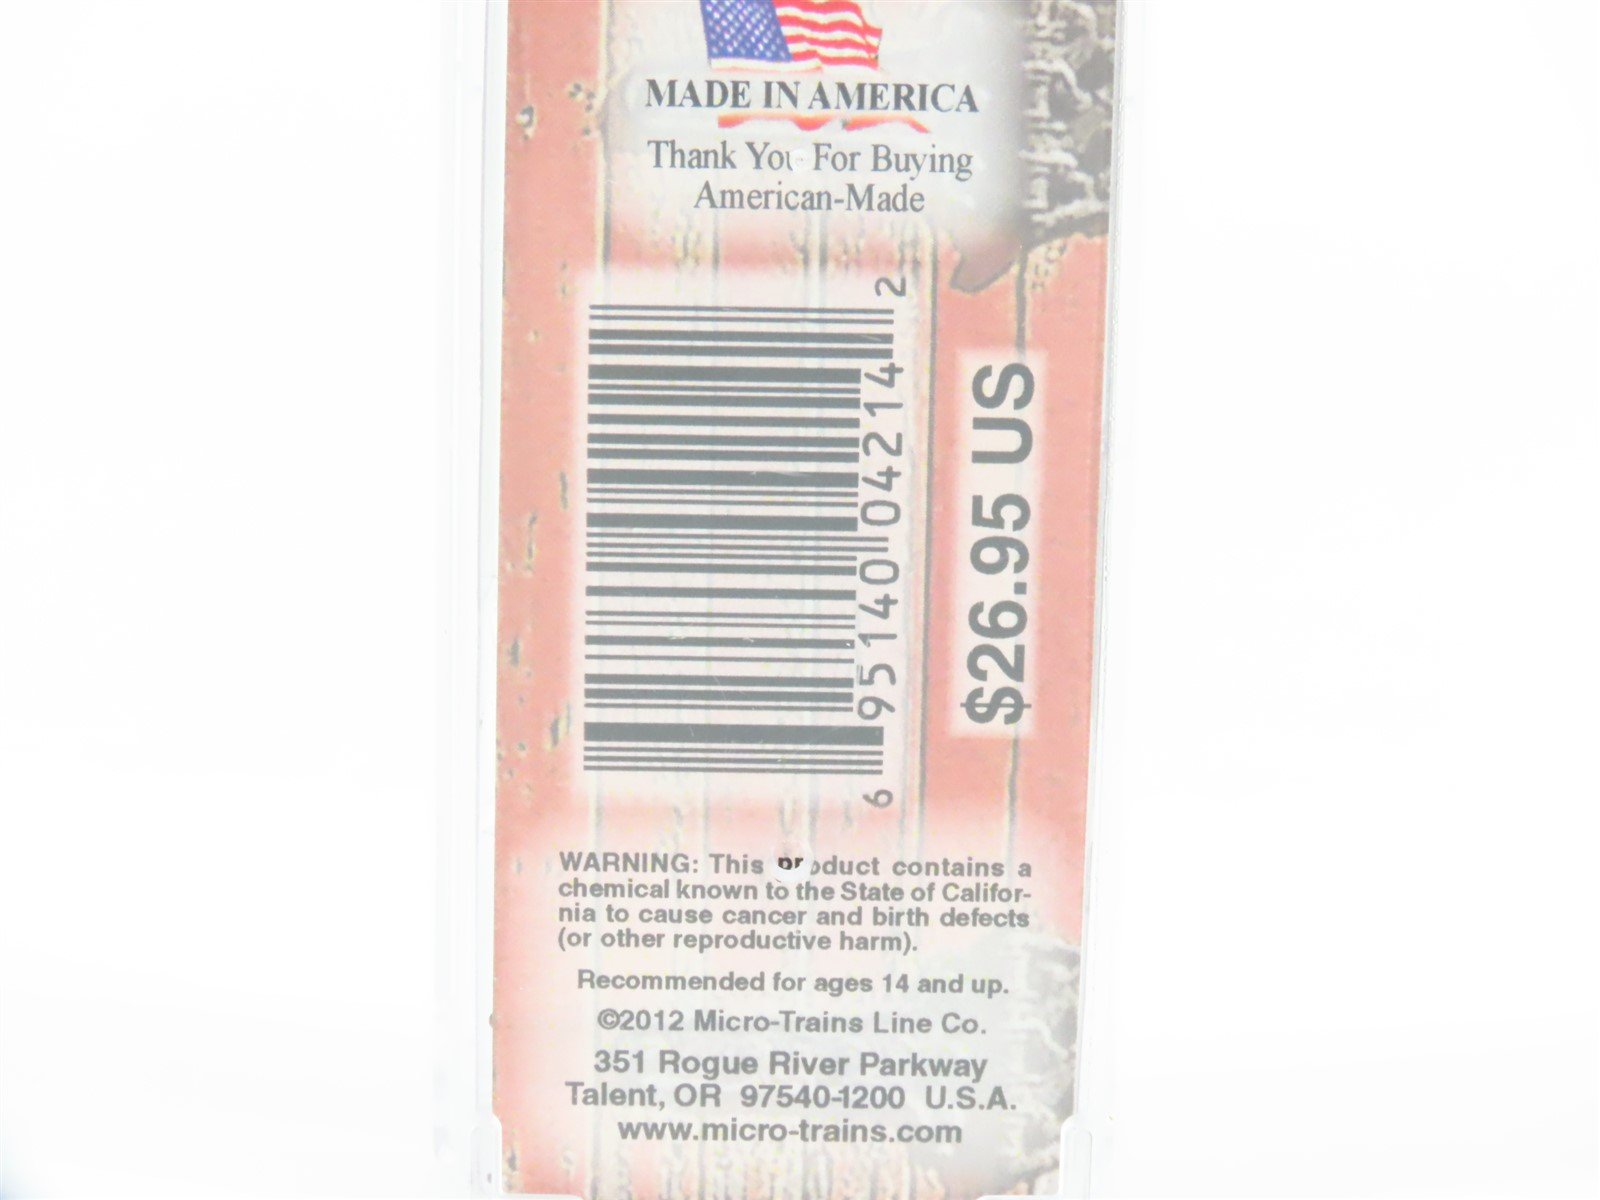 MADE IN AMERICA
Thank You For Buying
American-Made
6 95140 04214 2
$26.95 US
WARNING: This product contains a
chemical known to the State of Califor-
nia to cause cancer and birth defects
(or other reproductive harm).
Recommended for ages 14 and up.
©2012 Micro-Trains Line Co.
351 Rogue River Parkway
Talent, OR 97540-1200 U.S.A.
www.micro-trains.com